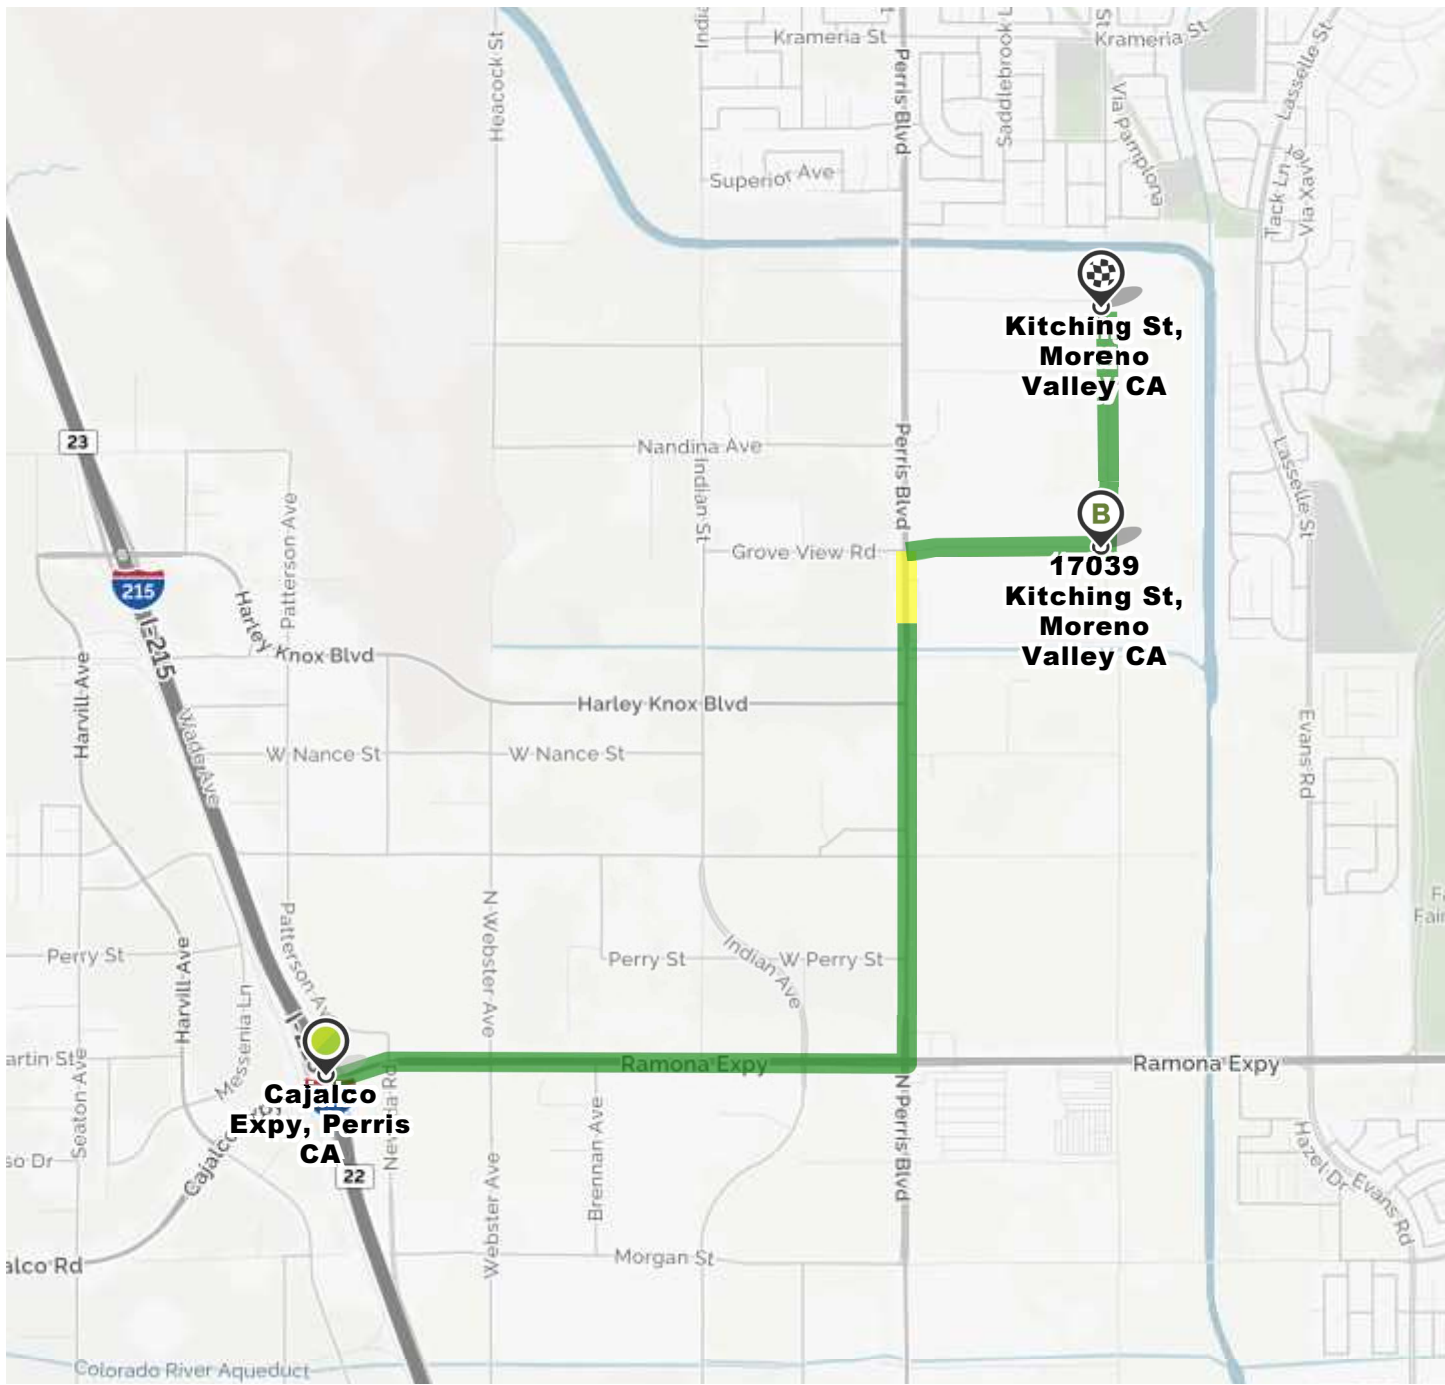 Krameria St
Krameria St
Heacock St
Perris Blvd
Via Pamplona
Lasselle St
Superior Ave
Tack Ln
Via Xavier
Kitching St,
Moreno
Valley CA
23
Nandina Ave
Perris Blvd
Indian St
Lasselle St
Patterson Ave
B
Grove View Rd
17039
Kitching St,
Moreno
Valley CA
215
I-215
Harley Knox Blvd
Harvill Ave
Wade Ave
Harley Knox Blvd
W Nance St
W Nance St
Evans Rd
Perry St
Harvill Ave
Messenia Ln
N Webster Ave
Perry St
Indian Ave
W Perry St
Seaton Ave
Ramona Expy
Ramona Expy
Cajalco
Expy, Perris
CA
22
N Perris Blvd
Webster Ave
Brennan Ave
Hazel Dr
Evans Rd
Morgan St
Colorado River Aqueduct